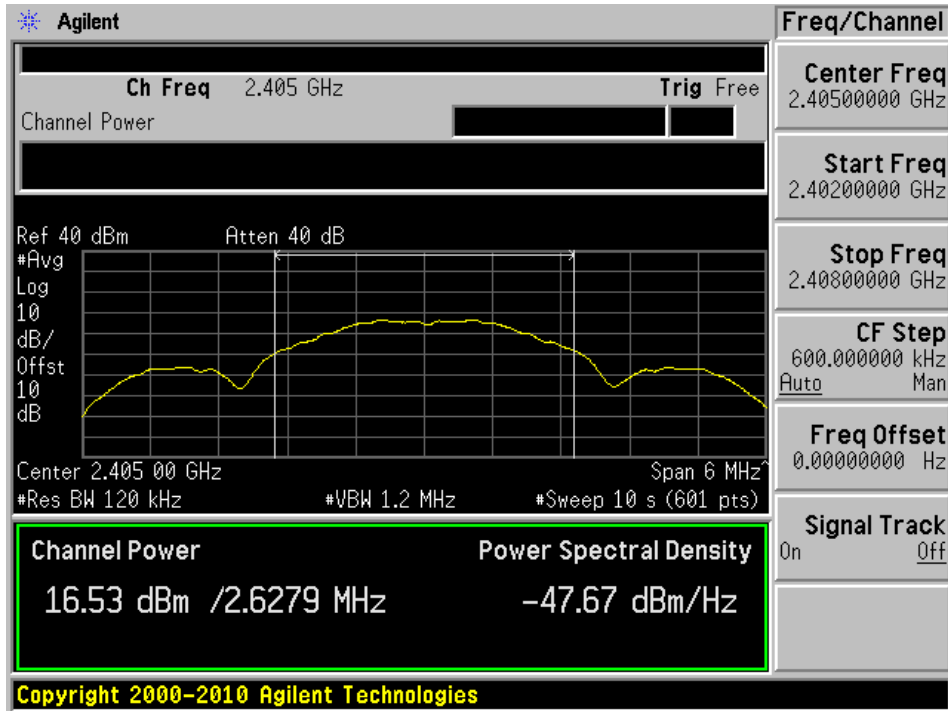 Agilent
Freq/Channel
Ch Freq 2.405 GHz
Trig Free
Channel Power
Center Freq
2.40500000 GHz
Start Freq
2.40200000 GHz
Stop Freq
2.40800000 GHz
CF Step
600.000000 kHz
Auto Man
Freq Offset
0.00000000 Hz
Signal Track
On Off
Ref 40 dBm
Atten 40 dB
#Avg
Log
10
dB/
Offst
10
dB
Center 2.405 00 GHz
Span 6 MHz^
#Res BW 120 kHz
#VBW 1.2 MHz
#Sweep 10 s (601 pts)
Channel Power
Power Spectral Density
16.53 dBm /2.6279 MHz
-47.67 dBm/Hz
Copyright 2000-2010 Agilent Technologies